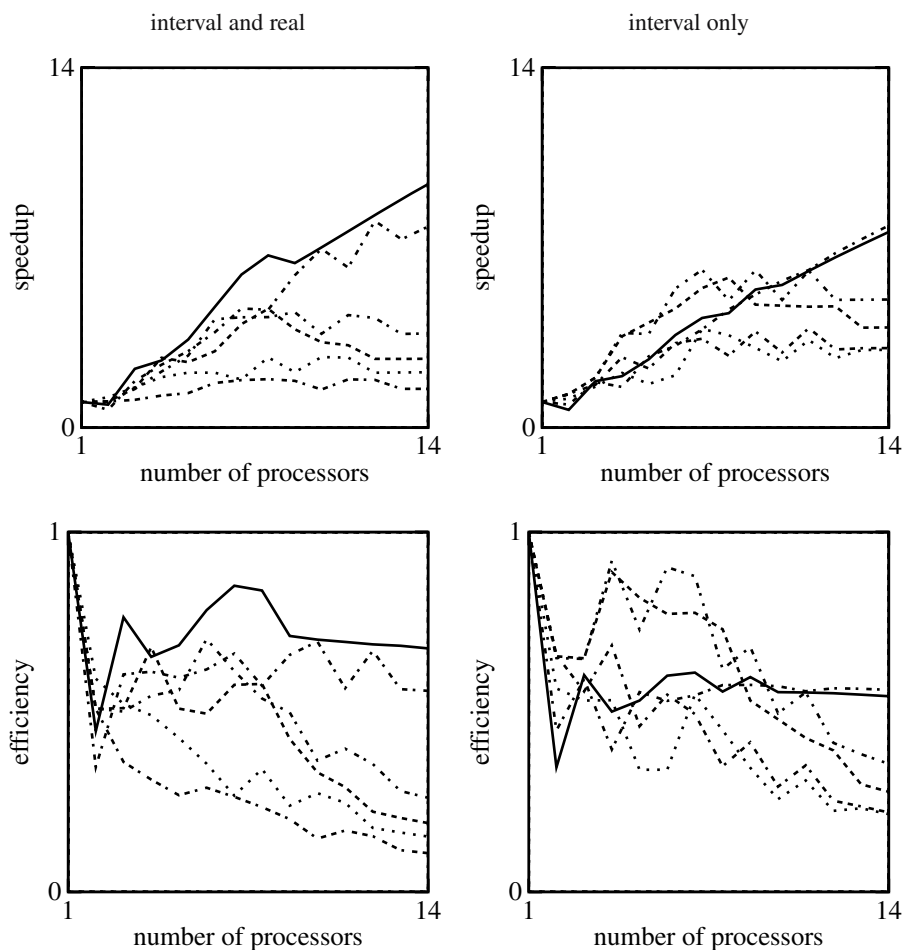 interval and real
interval only
14
speedup
0
1
14
number of processors
14
speedup
0
1
14
number of processors
1
efficiency
0
1
14
number of processors
1
efficiency
0
1
14
number of processors